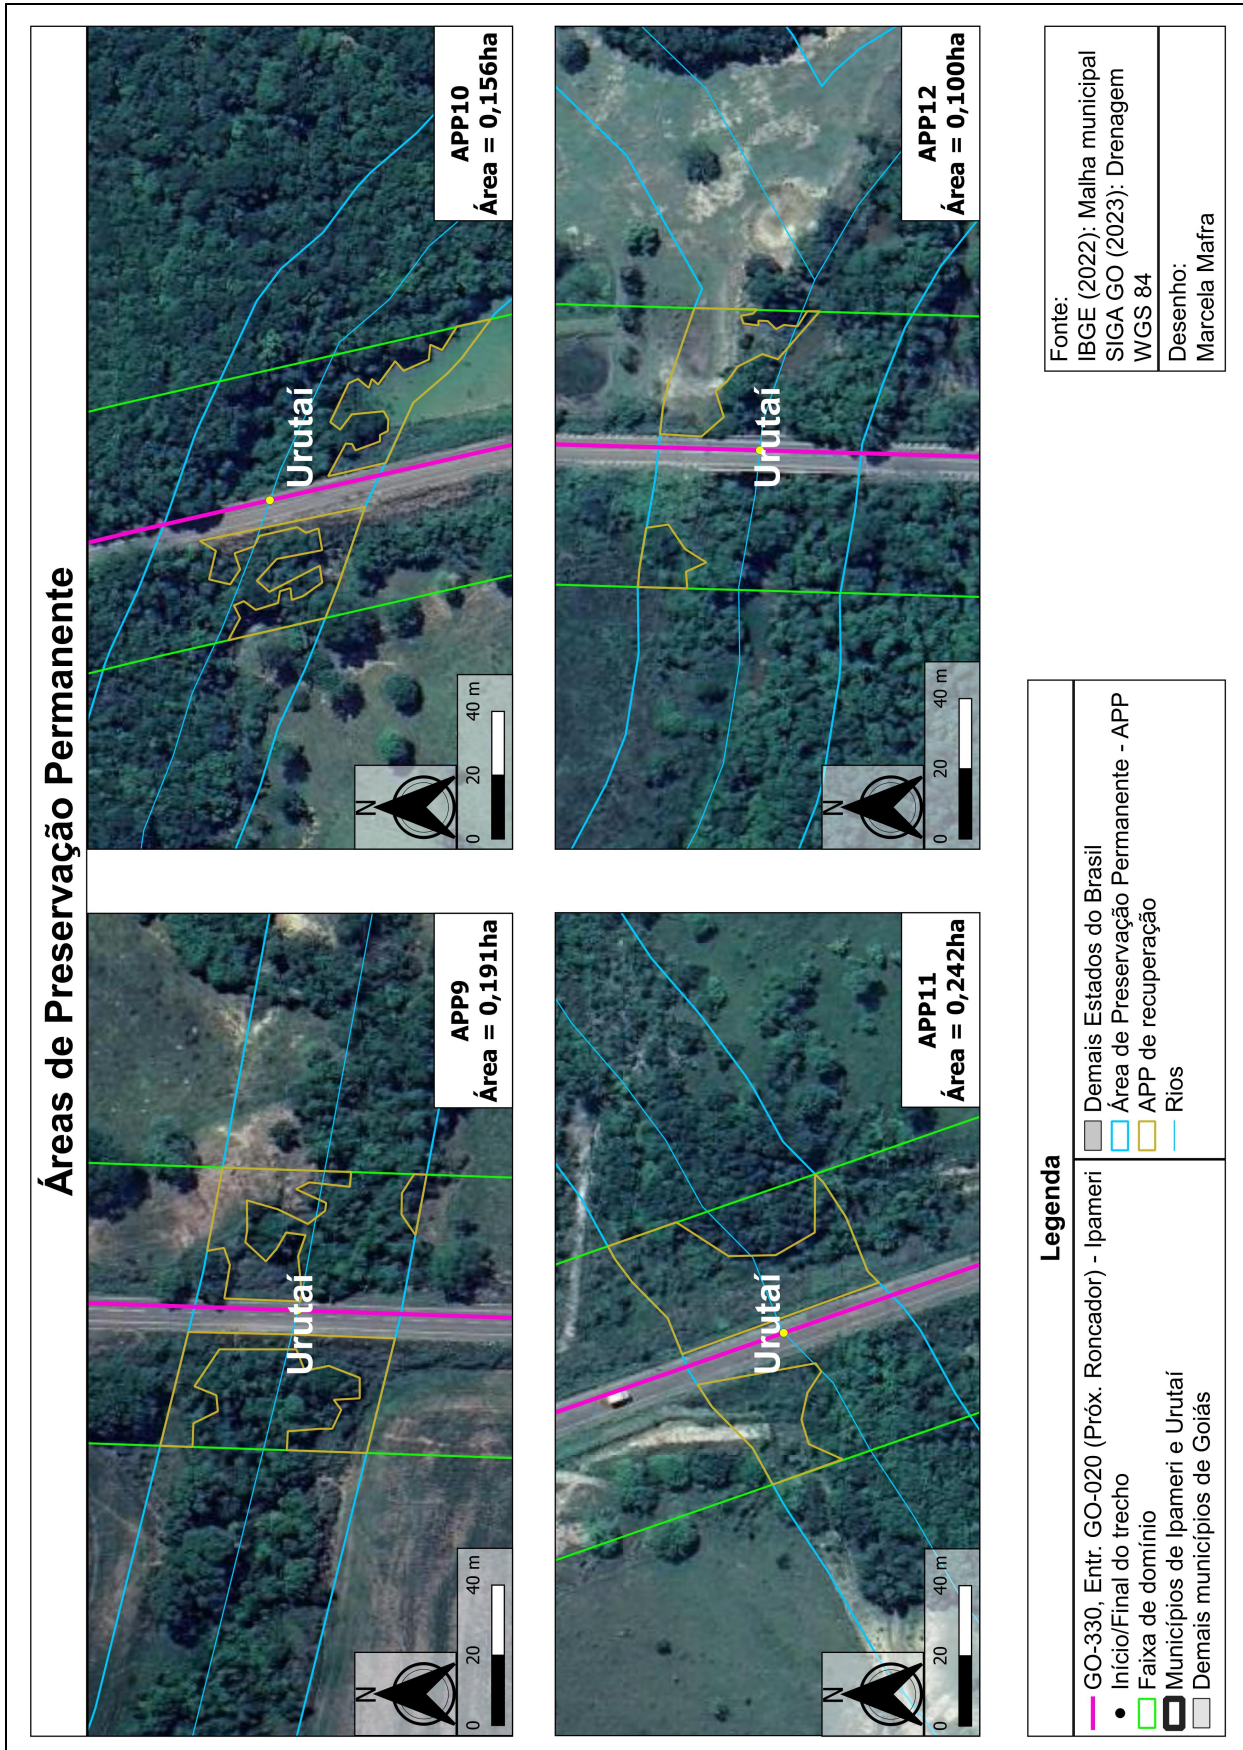 Áreas de Preservação Permanente
Urutaí
APP9
Área = 0,191ha
N
0 20 40 m
Urutaí
APP10
Área = 0,156ha
N
0 20 40 m
Urutaí
APP11
Área = 0,242ha
N
0 20 40 m
Urutaí
APP12
Área = 0,100ha
N
0 20 40 m
Legenda
GO-330, Entr. GO-020 (Próx. Roncador) - Ipameri
Início/Final do trecho
Faixa de domínio
Municípios de Ipameri e Urutaí
Demais municípios de Goiás
Demais Estados do Brasil
Área de Preservação Permanente - APP
APP de recuperação
Rios
Fonte:
IBGE (2022): Malha municipal
SIGA GO (2023): Drenagem
WGS 84
Desenho:
Marcela Mafra